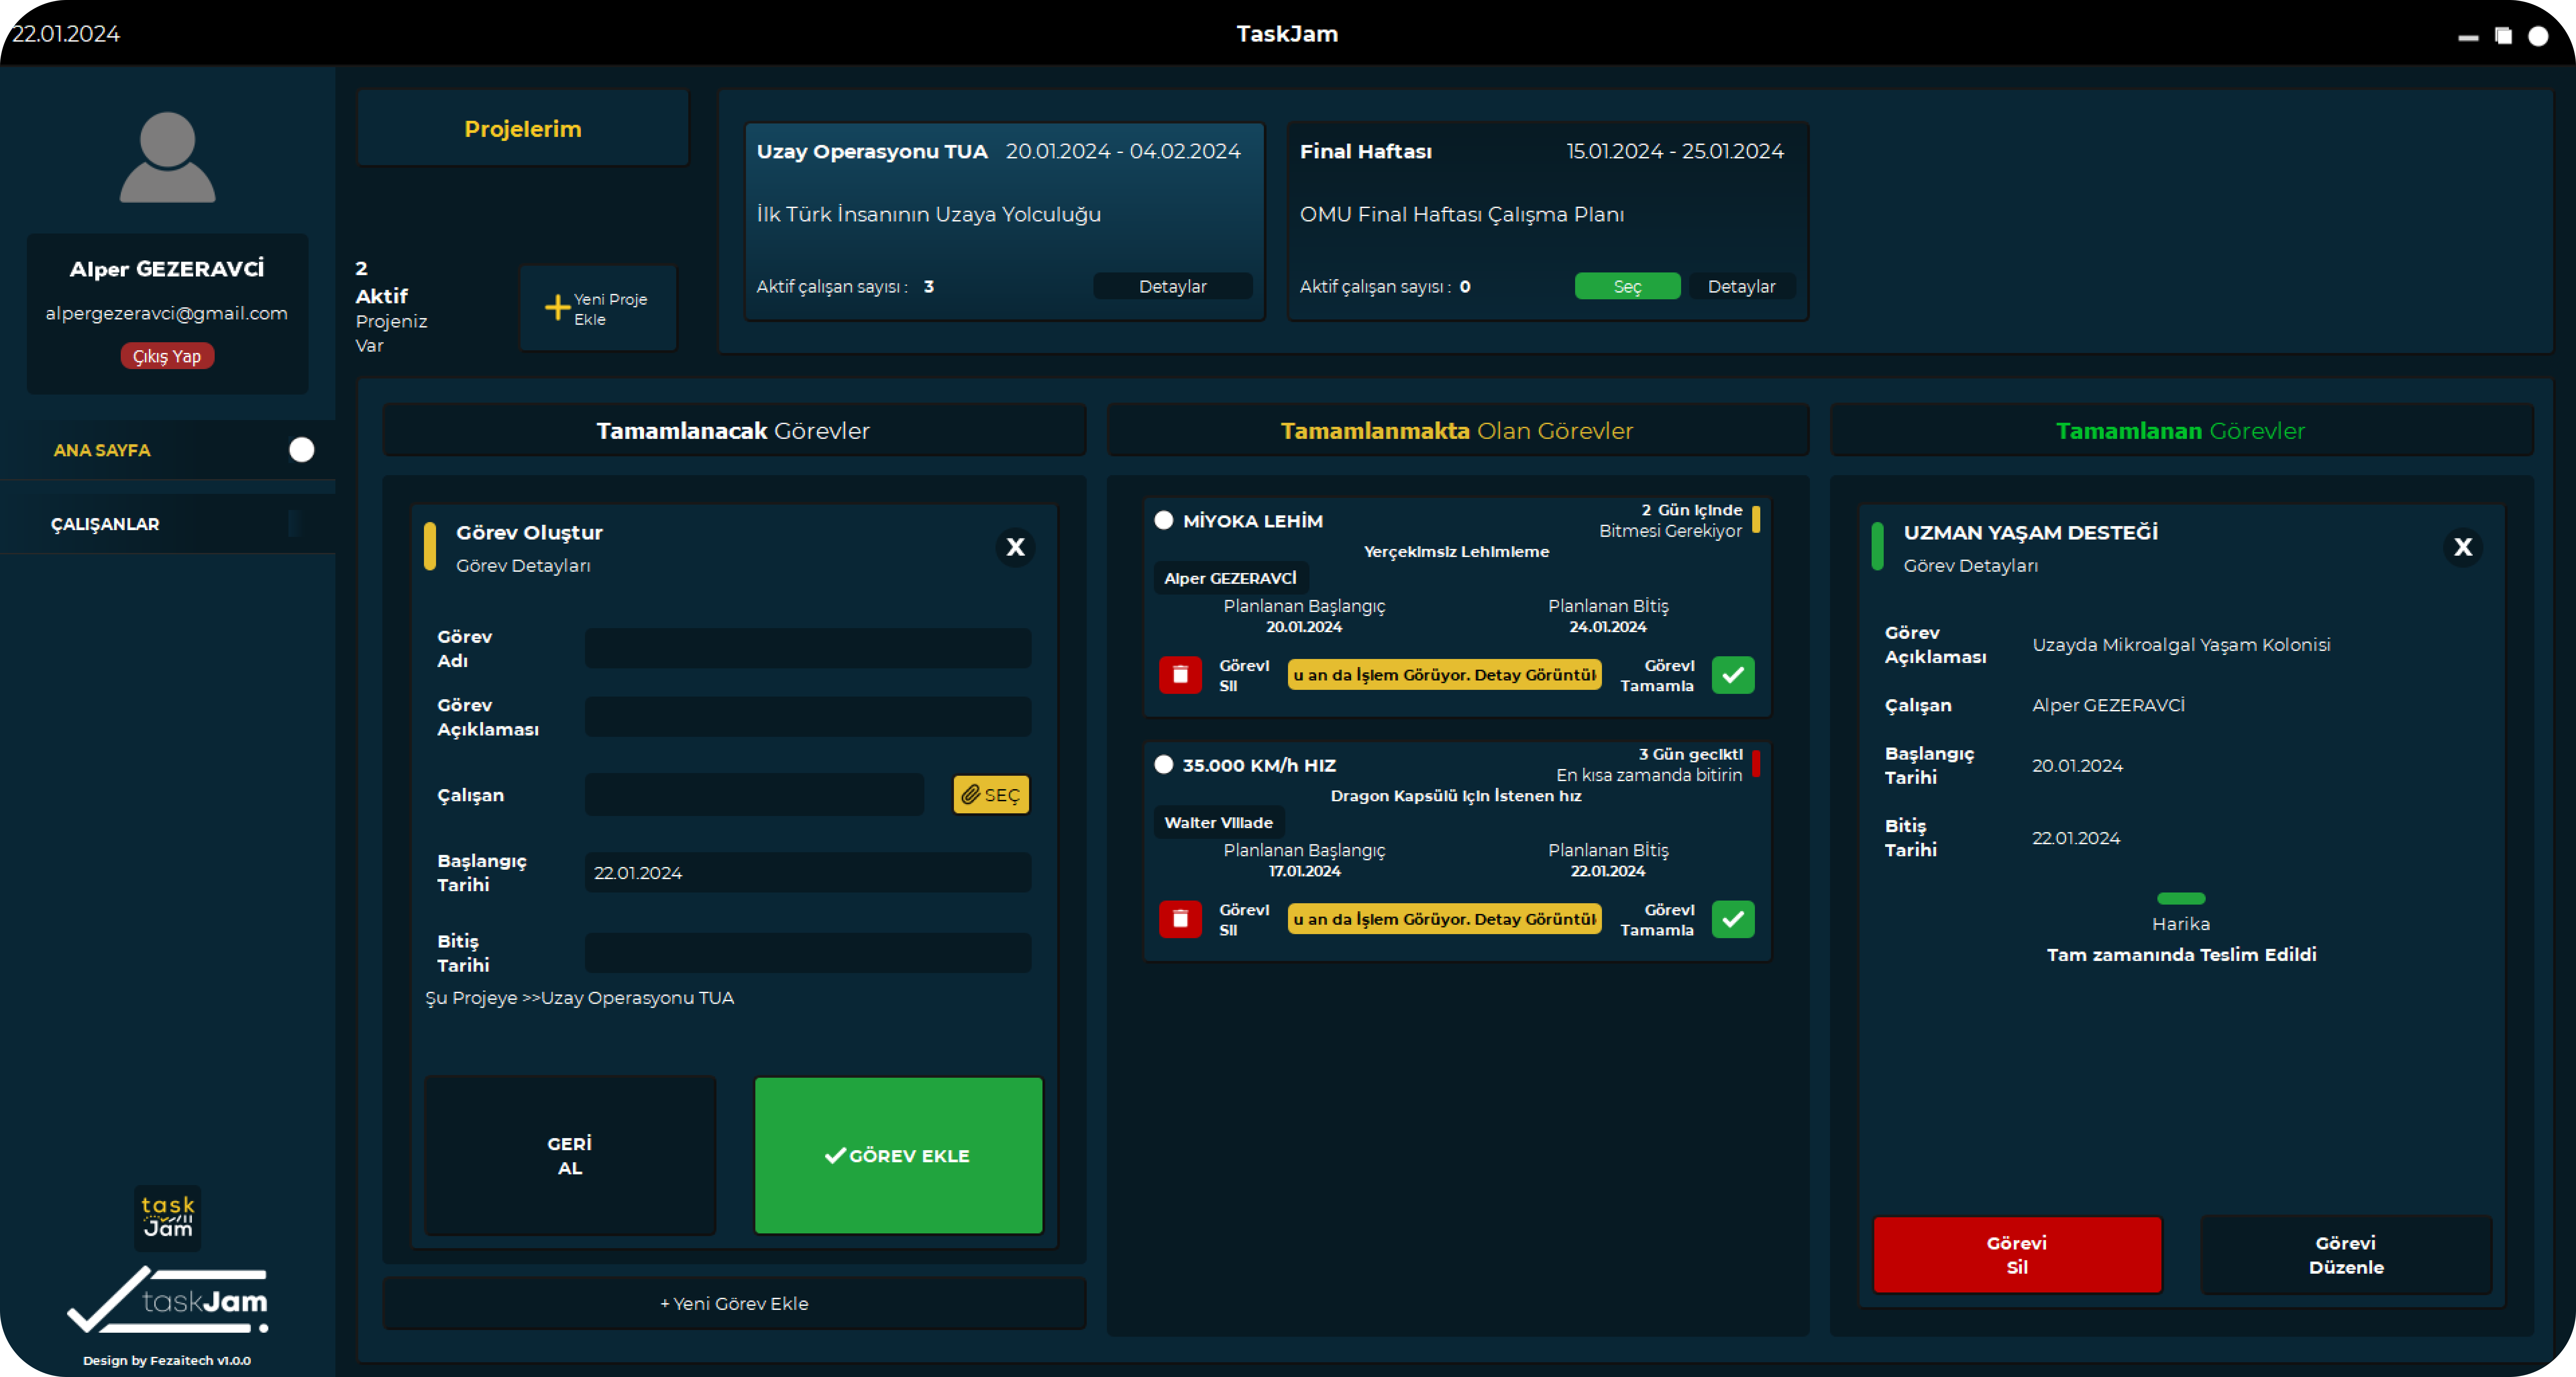 22.01.2024
TaskJam
Alper GEZERAVCİ
alpergezeravci@gmail.com
Çıkış Yap
ANA SAYFA
ÇALIŞANLAR
task
Jam
taskJam
Design by Fezaitech v1.0.0
Projelerim
2
Aktif
Projeniz
Var
Yeni Proje
Ekle
Uzay Operasyonu TUA 20.01.2024 - 04.02.2024
İlk Türk İnsanının Uzaya Yolculuğu
Aktif çalışan sayısı : 3 Detaylar
Final Haftası 15.01.2024 - 25.01.2024
OMU Final Haftası Çalışma Planı
Aktif çalışan sayısı : 0 Seç Detaylar
Tamamlanacak Görevler
Görev Oluştur
Görev Detayları
X
Görev
Adı
Görev
Açıklaması
Çalışan
SEÇ
Başlangıç
Tarihi
22.01.2024
Bitiş
Tarihi
Şu Projeye >>Uzay Operasyonu TUA
GERİ
AL
GÖREV EKLE
+ Yeni Görev Ekle
Tamamlanmakta Olan Görevler
MİYOKA LEHİM
2 Gün içinde
Bitmesi Gerekiyor
Yerçekimsiz Lehimleme
Alper GEZERAVCİ
Planlanan Başlangıç Planlanan Bitiş
20.01.2024 24.01.2024
Görevi
Sil
u an da İşlem Görüyor. Detay Görüntül
Görevi
Tamamla
35.000 KM/h HIZ
3 Gün gecikti
En kısa zamanda bitirin
Dragon Kapsülü için İstenen hız
Walter Villade
Planlanan Başlangıç Planlanan Bitiş
17.01.2024 22.01.2024
Görevi
Sil
u an da İşlem Görüyor. Detay Görüntül
Görevi
Tamamla
Tamamlanan Görevler
UZMAN YAŞAM DESTEĞİ
Görev Detayları
X
Görev
Açıklaması
Uzayda Mikroalgal Yaşam Kolonisi
Çalışan Alper GEZERAVCİ
Başlangıç
Tarihi
20.01.2024
Bitiş
Tarihi
22.01.2024
Harika
Tam zamanında Teslim Edildi
Görevi
Sil
Görevi
Düzenle